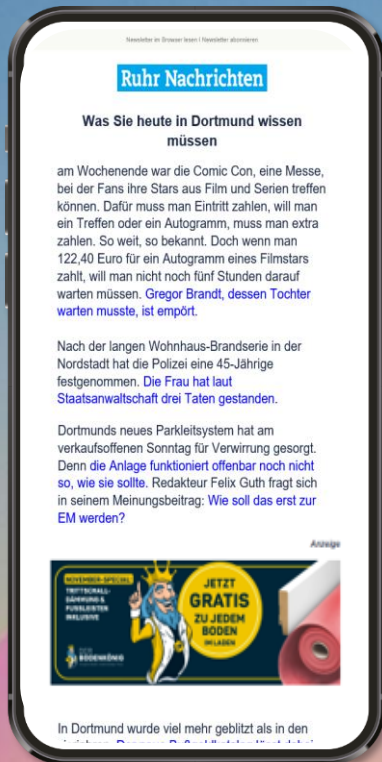 Newsletter im Browser lesen I Newsletter abonnieren
Ruhr Nachrichten
Was Sie heute in Dortmund wissen
müssen
am Wochenende war die Comic Con, eine Messe,
bei der Fans ihre Stars aus Film und Serien treffen
können. Dafür muss man Eintritt zahlen, will man
ein Treffen oder ein Autogramm, muss man extra
zahlen. So weit, so bekannt. Doch wenn man
122,40 Euro für ein Autogramm eines Filmstars
zahlt, will man nicht noch fünf Stunden darauf
warten müssen. Gregor Brandt, dessen Tochter
warten musste, ist empört.
Nach der langen Wohnhaus-Brandserie in der
Nordstadt hat die Polizei eine 45-Jährige
festgenommen. Die Frau hat laut
Staatsanwaltschaft drei Taten gestanden.
Dortmunds neues Parkleitsystem hat am
verkaufsoffenen Sonntag für Verwirrung gesorgt.
Denn die Anlage funktioniert offenbar noch nicht
so, wie sie sollte. Redakteur Felix Guth fragt sich
in seinem Meinungsbeitrag: Wie soll das erst zur
EM werden?
Anzeige
NOVEMBER-SPECIAL
TRITTSCHALL-
DÄMMUNG &
FUSSLEISTEN
INKLUSIVE
BODENKÖNIG
JETZT
GRATIS
ZU JEDEM
BODEN
IM LADEN
In Dortmund wurde viel mehr geblitzt als in den